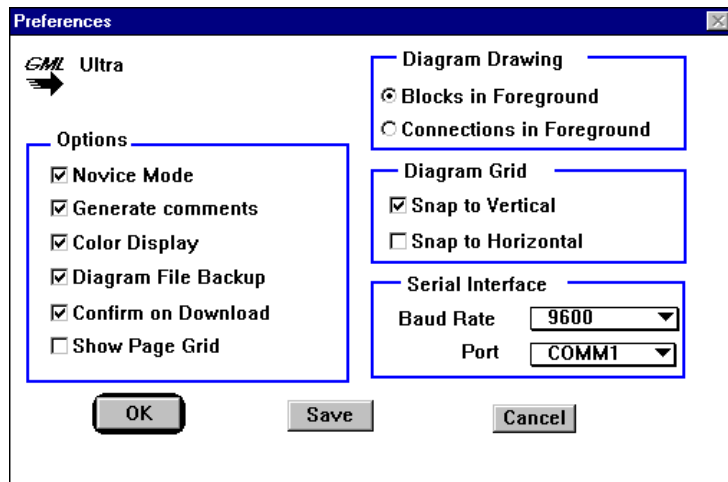 Preferences
GML Ultra
Options
Novice Mode
Generate comments
Color Display
Diagram File Backup
Confirm on Download
Show Page Grid
Diagram Drawing
Blocks in Foreground
Connections in Foreground
Diagram Grid
Snap to Vertical
Snap to Horizontal
Serial Interface
Baud Rate 9600
Port COMM1
OK Save Cancel